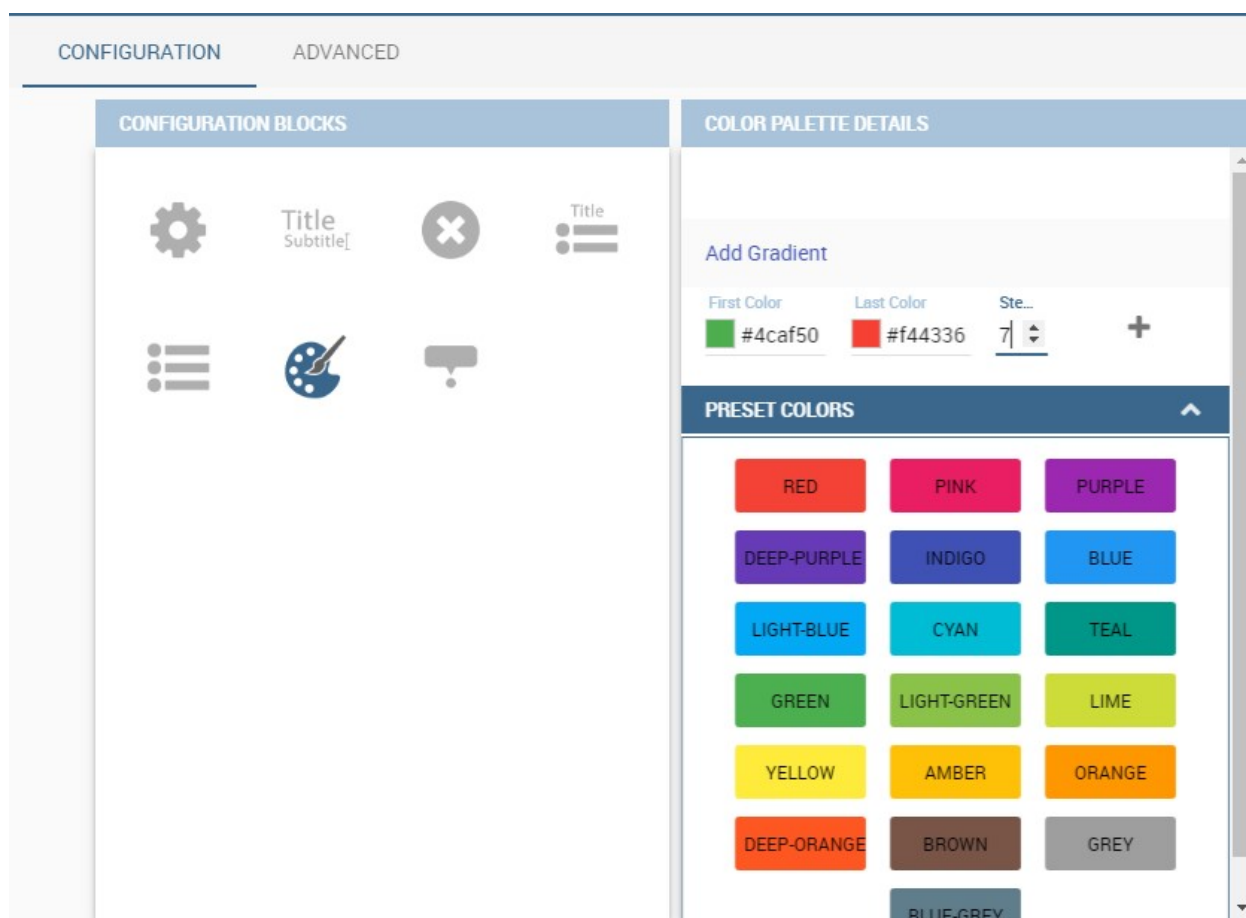 CONFIGURATION ADVANCED
CONFIGURATION BLOCKS
Title
Subtitle[
Title
COLOR PALETTE DETAILS
Add Gradient
First Color Last Color Ste...
#4caf50 #f44336 7
PRESET COLORS
RED PINK PURPLE
DEEP-PURPLE INDIGO BLUE
LIGHT-BLUE CYAN TEAL
GREEN LIGHT-GREEN LIME
YELLOW AMBER ORANGE
DEEP-ORANGE BROWN GREY
BLUE-GREY